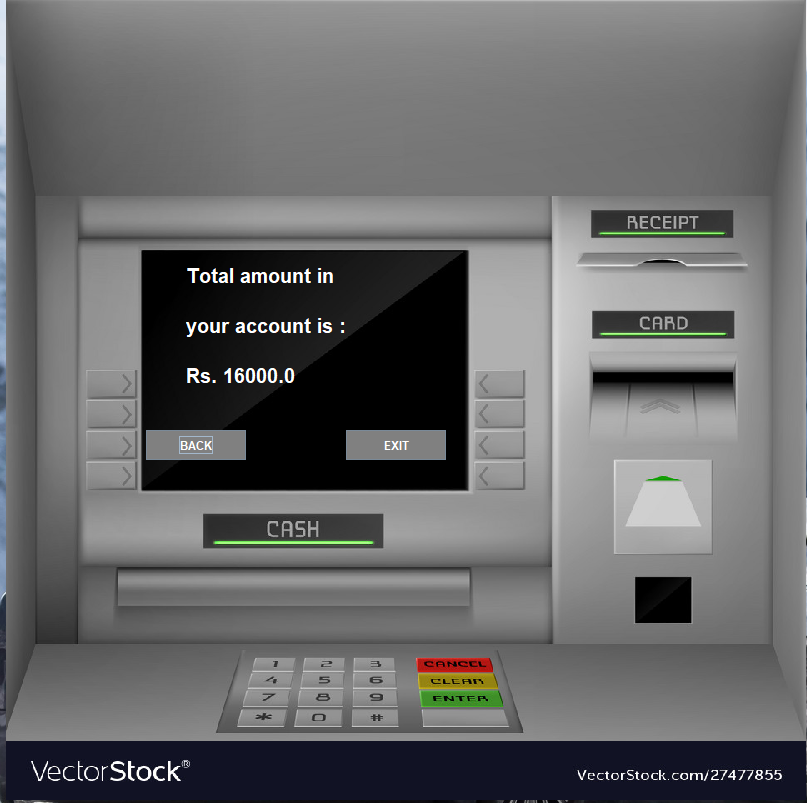 RECEIPT
Total amount in
your account is :
CARD
Rs. 16000.0
BACK EXIT
CASH
1 2 3 CANCEL
4 5 6 CLEAR
7 8 9 ENTER
* 0 #
VectorStock® VectorStock.com/27477855